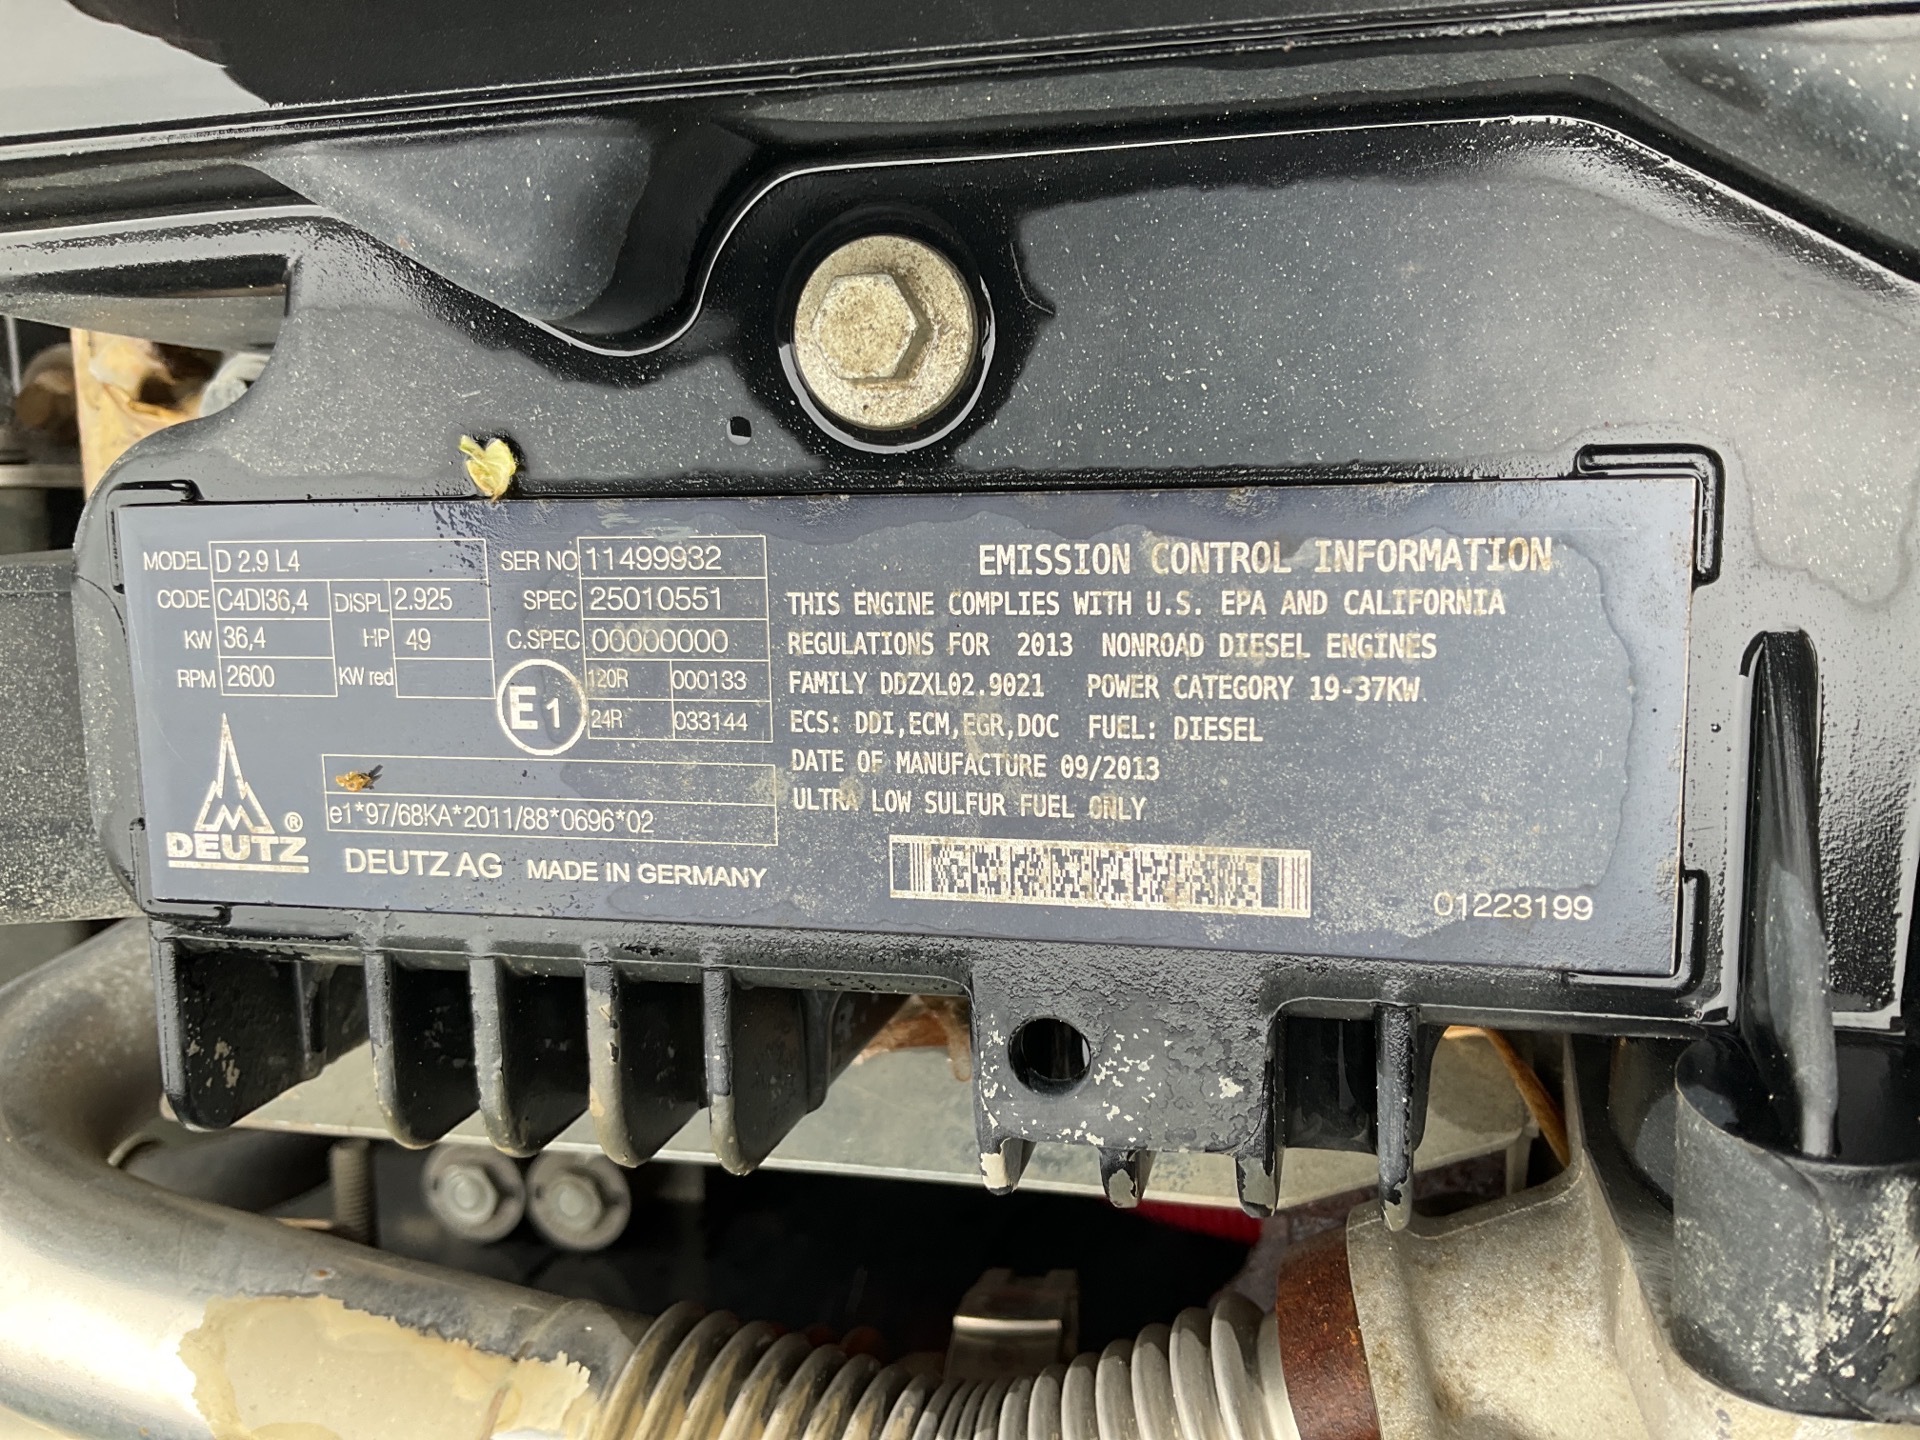 MODEL D 2.9 L4
CODE C4DI36,4 DISPL 2.925
KW 36,4 HP 49
RPM 2600 KW red
SER NO 11499932
SPEC 25010551
C.SPEC 00000000
E1 120R 000133
24R 033144
e1*97/68KA*2011/88*0696*02
DEUTZ®
DEUTZ AG MADE IN GERMANY
EMISSION CONTROL INFORMATION
THIS ENGINE COMPLIES WITH U.S. EPA AND CALIFORNIA
REGULATIONS FOR 2013 NONROAD DIESEL ENGINES
FAMILY DDZXL02.9021 POWER CATEGORY 19-37KW
ECS: DDI,ECM,EGR,DOC FUEL: DIESEL
DATE OF MANUFACTURE 09/2013
ULTRA LOW SULFUR FUEL ONLY
01223199